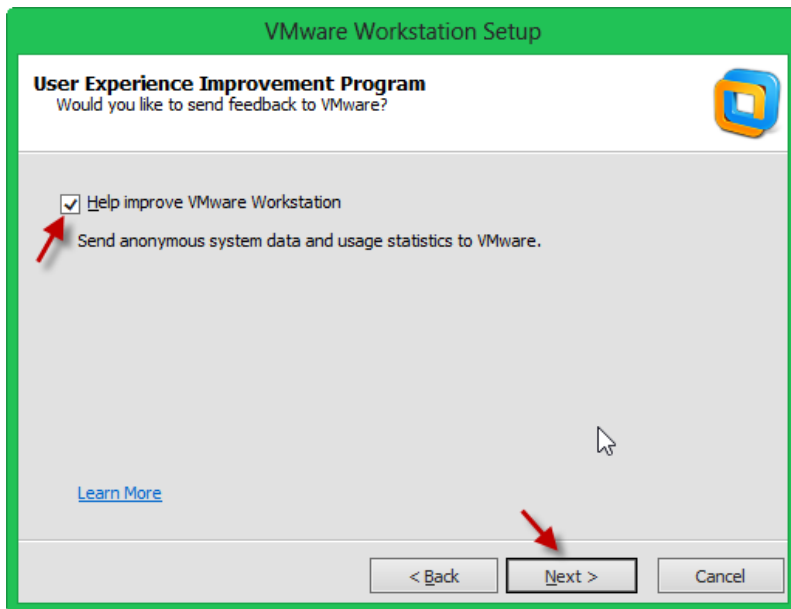 VMware Workstation Setup
User Experience Improvement Program
Would you like to send feedback to VMware?
Help improve VMware Workstation
Send anonymous system data and usage statistics to VMware.
Learn More
< Back Next > Cancel